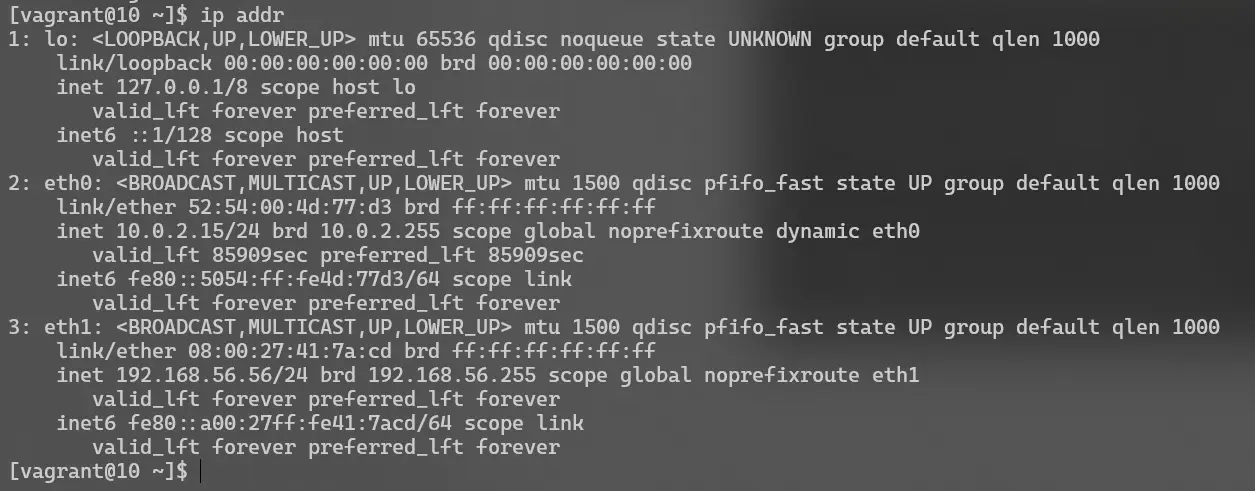 [vagrant@10 ~]$ ip addr
1: lo: <LOOPBACK,UP,LOWER_UP> mtu 65536 qdisc noqueue state UNKNOWN group default qlen 1000
    link/loopback 00:00:00:00:00:00 brd 00:00:00:00:00:00
    inet 127.0.0.1/8 scope host lo
       valid_lft forever preferred_lft forever
    inet6 ::1/128 scope host
       valid_lft forever preferred_lft forever
2: eth0: <BROADCAST,MULTICAST,UP,LOWER_UP> mtu 1500 qdisc pfifo_fast state UP group default qlen 1000
    link/ether 52:54:00:4d:77:d3 brd ff:ff:ff:ff:ff:ff
    inet 10.0.2.15/24 brd 10.0.2.255 scope global noprefixroute dynamic eth0
       valid_lft 85909sec preferred_lft 85909sec
    inet6 fe80::5054:ff:fe4d:77d3/64 scope link
       valid_lft forever preferred_lft forever
3: eth1: <BROADCAST,MULTICAST,UP,LOWER_UP> mtu 1500 qdisc pfifo_fast state UP group default qlen 1000
    link/ether 08:00:27:41:7a:cd brd ff:ff:ff:ff:ff:ff
    inet 192.168.56.56/24 brd 192.168.56.255 scope global noprefixroute eth1
       valid_lft forever preferred_lft forever
    inet6 fe80::a00:27ff:fe41:7acd/64 scope link
       valid_lft forever preferred_lft forever
[vagrant@10 ~]$